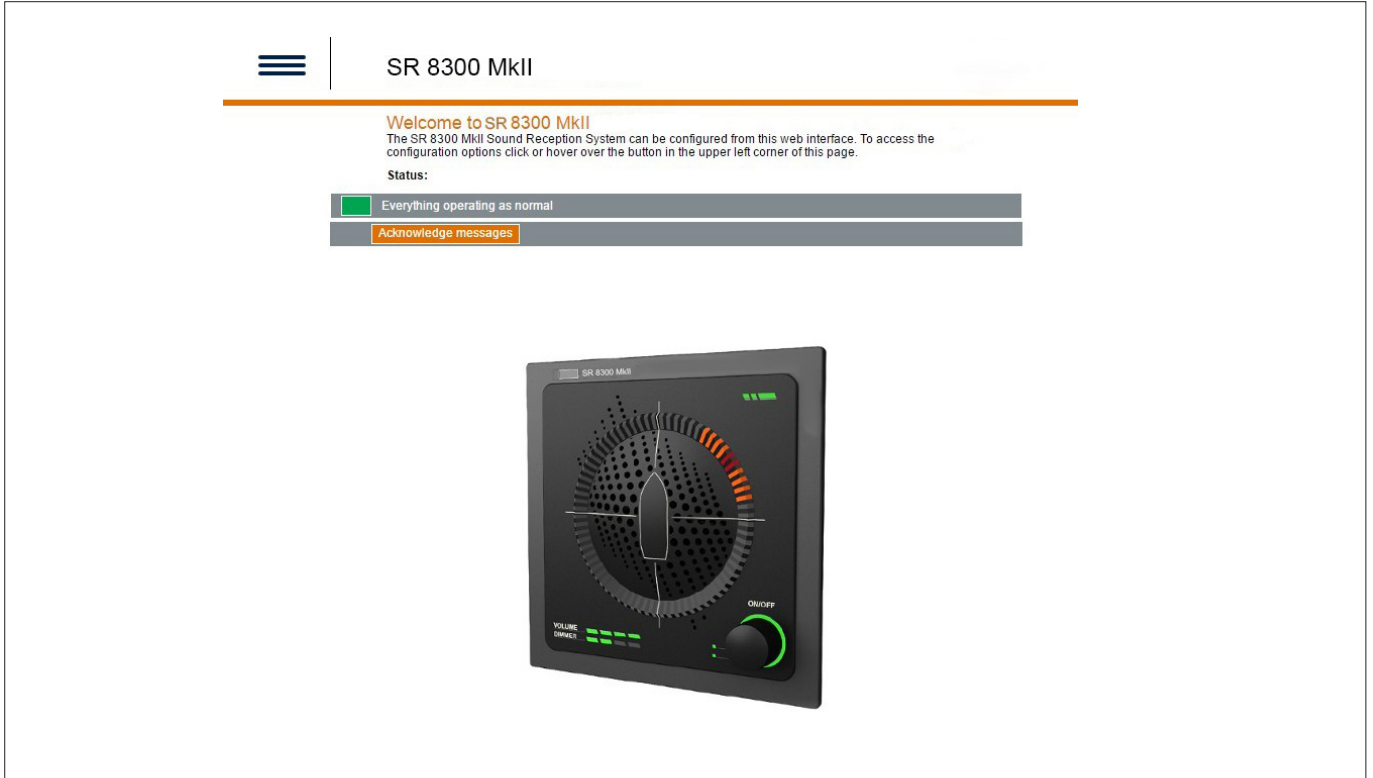 SR 8300 MkII
Welcome to SR 8300 MkII
The SR 8300 MkII Sound Reception System can be configured from this web interface. To access the
configuration options click or hover over the button in the upper left corner of this page.
Status:
Everything operating as normal
Acknowledge messages
SR 8300 MkII
ON/OFF
VOLUME
DIMMER